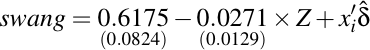 swang = 0.6175 − 0.0271 × Z + x′ᵢδ̂
(0.0824) (0.0129)